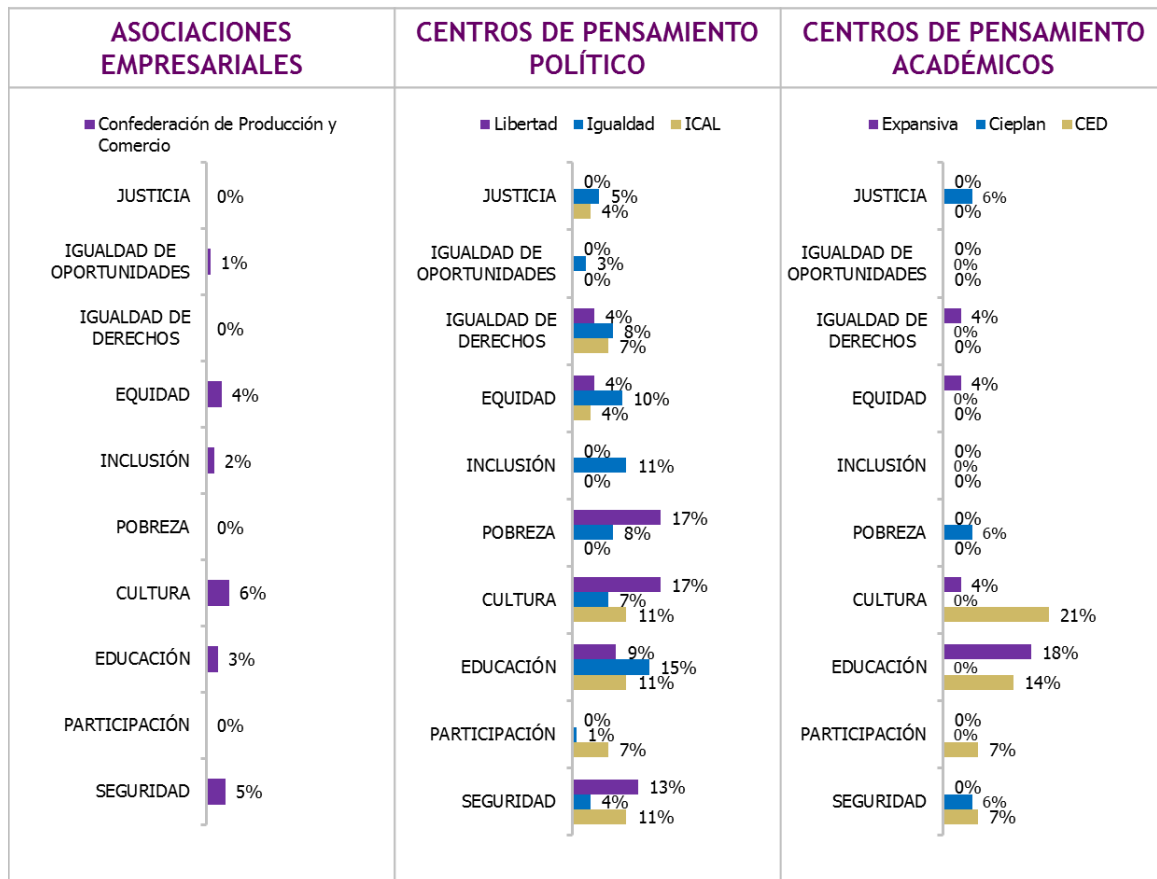 ASOCIACIONES
EMPRESARIALES
Confederación de Producción y
Comercio
JUSTICIA 0%
IGUALDAD DE
OPORTUNIDADES 1%
IGUALDAD DE
DERECHOS 0%
EQUIDAD 4%
INCLUSIÓN 2%
POBREZA 0%
CULTURA 6%
EDUCACIÓN 3%
PARTICIPACIÓN 0%
SEGURIDAD 5%
CENTROS DE PENSAMIENTO
POLÍTICO
Libertad Igualdad ICAL
JUSTICIA
0%
5%
4%
IGUALDAD DE
OPORTUNIDADES
0%
3%
0%
IGUALDAD DE
DERECHOS
4%
8%
7%
EQUIDAD
4%
10%
4%
INCLUSIÓN
0%
11%
0%
POBREZA
17%
8%
0%
CULTURA
17%
7%
11%
EDUCACIÓN
9%
15%
11%
PARTICIPACIÓN
0%
1%
7%
SEGURIDAD
13%
4%
11%
CENTROS DE PENSAMIENTO
ACADÉMICOS
Expansiva Cieplan CED
JUSTICIA
0%
6%
0%
IGUALDAD DE
OPORTUNIDADES
0%
0%
0%
IGUALDAD DE
DERECHOS
4%
0%
0%
EQUIDAD
4%
0%
0%
INCLUSIÓN
0%
0%
0%
POBREZA
0%
6%
0%
CULTURA
4%
0%
21%
EDUCACIÓN
18%
0%
14%
PARTICIPACIÓN
0%
0%
7%
SEGURIDAD
0%
6%
7%